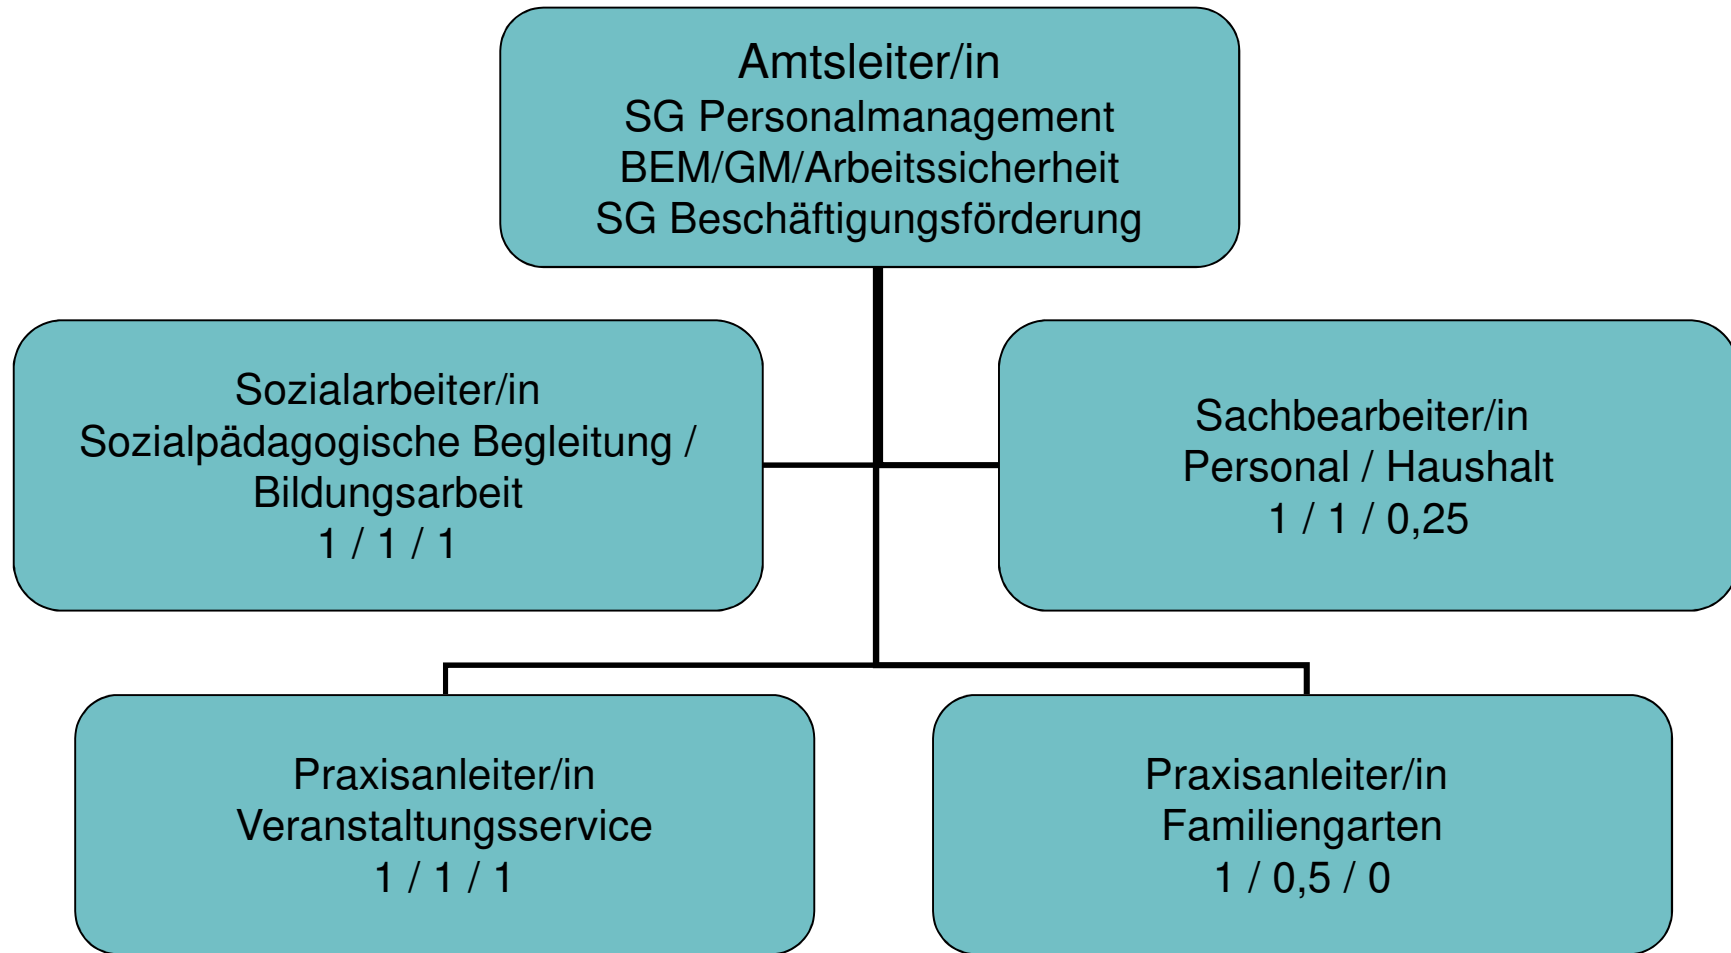 Amtsleiter/in
SG Personalmanagement
BEM/GM/Arbeitssicherheit
SG Beschäftigungsförderung
Sozialarbeiter/in
Sozialpädagogische Begleitung /
Bildungsarbeit
1 / 1 / 1
Sachbearbeiter/in
Personal / Haushalt
1 / 1 / 0,25
Praxisanleiter/in
Veranstaltungsservice
1 / 1 / 1
Praxisanleiter/in
Familiengarten
1 / 0,5 / 0